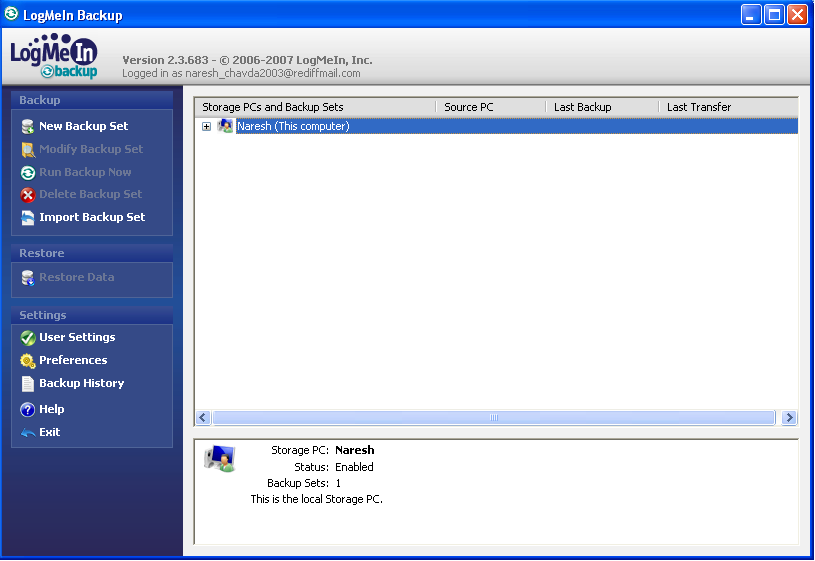 LogMeIn Backup
LogMeIn
backup
Version 2.3.683 - © 2006-2007 LogMeIn, Inc.
Logged in as naresh_chavda2003@rediffmail.com
Backup
New Backup Set
Modify Backup Set
Run Backup Now
Delete Backup Set
Import Backup Set
Restore
Restore Data
Settings
User Settings
Preferences
Backup History
Help
Exit
Storage PCs and Backup Sets Source PC Last Backup Last Transfer
Naresh (This computer)
Storage PC: Naresh
Status: Enabled
Backup Sets: 1
This is the local Storage PC.